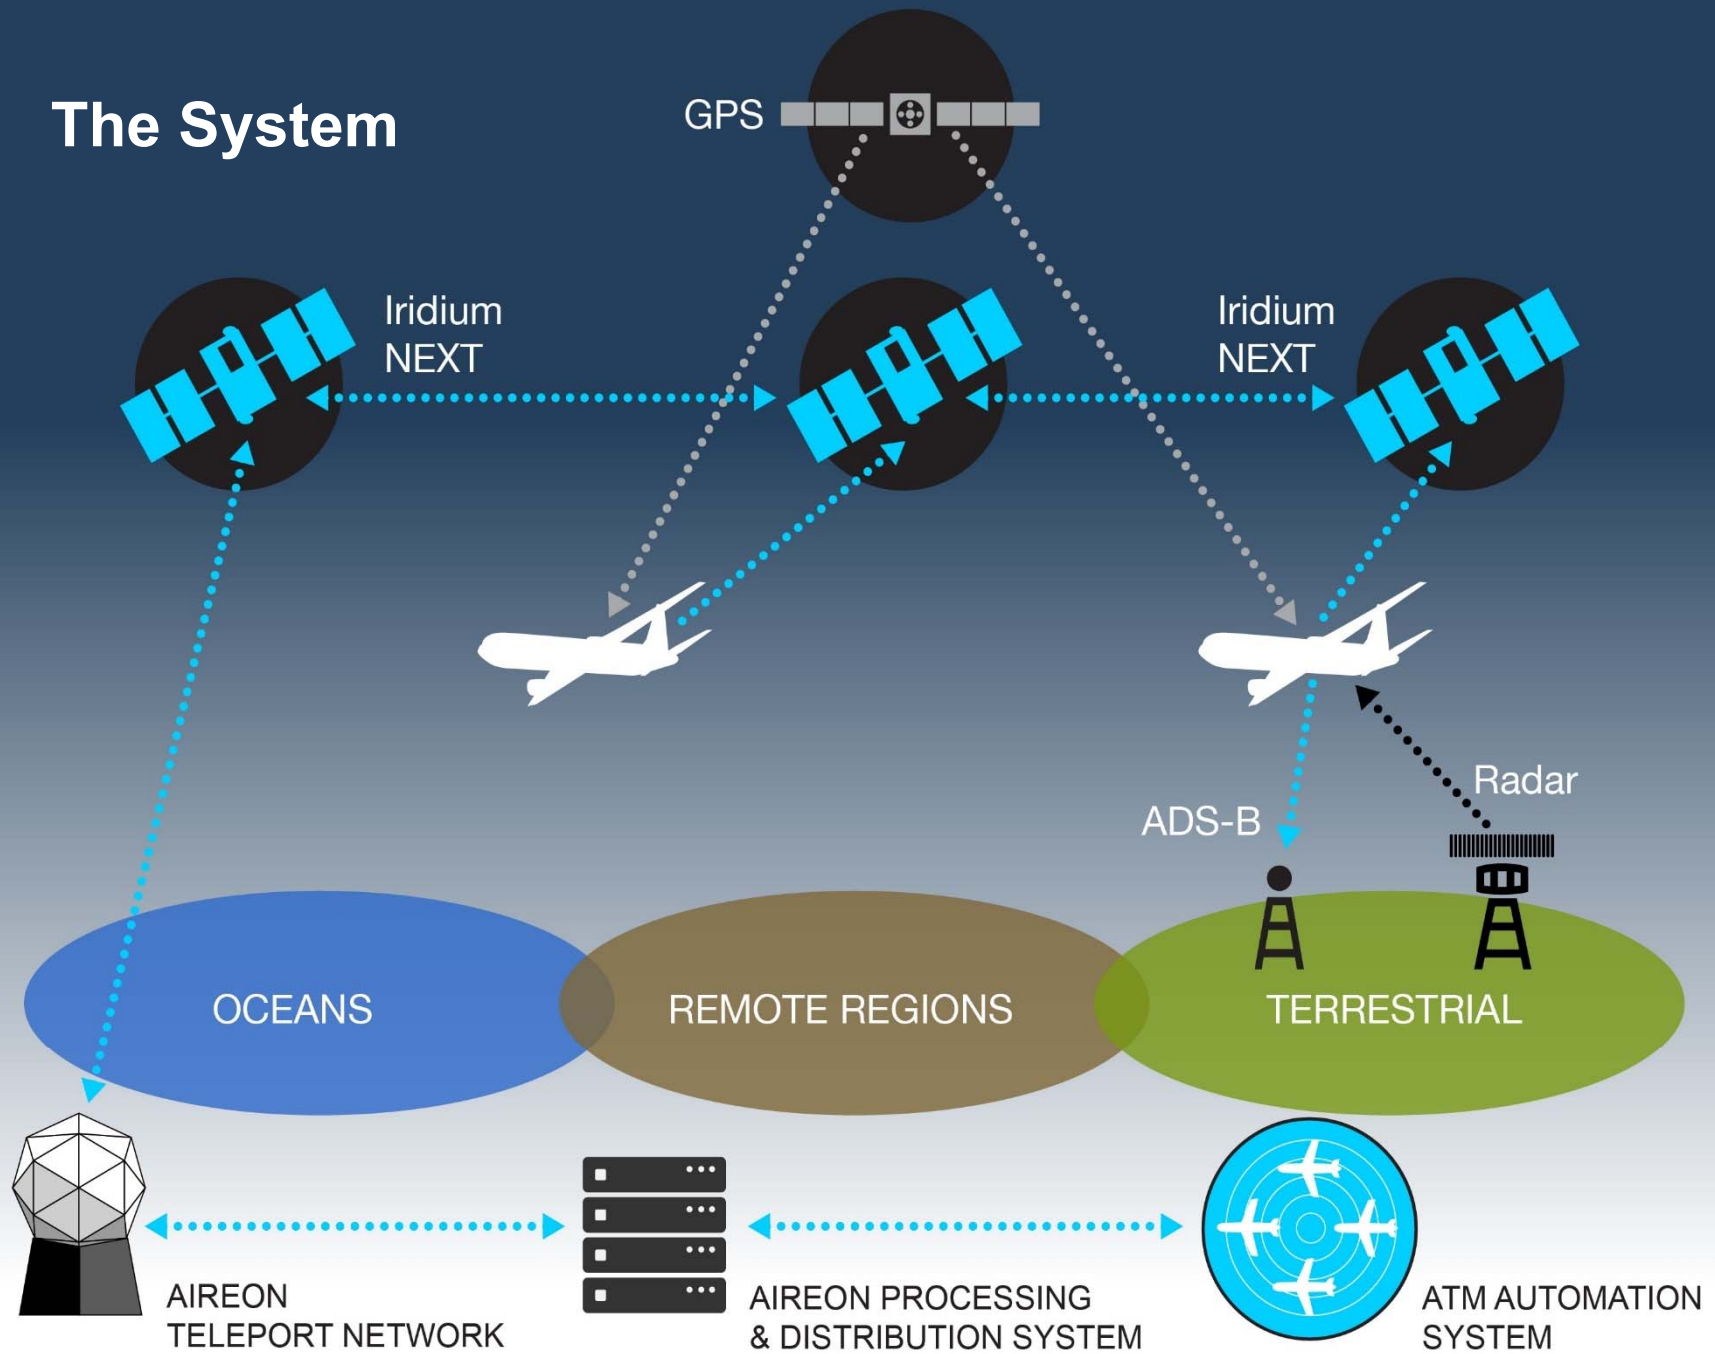 The System
GPS
Iridium
NEXT
Iridium
NEXT
Radar
ADS-B
OCEANS
REMOTE REGIONS
TERRESTRIAL
AIREON
TELEPORT NETWORK
AIREON PROCESSING
& DISTRIBUTION SYSTEM
ATM AUTOMATION
SYSTEM